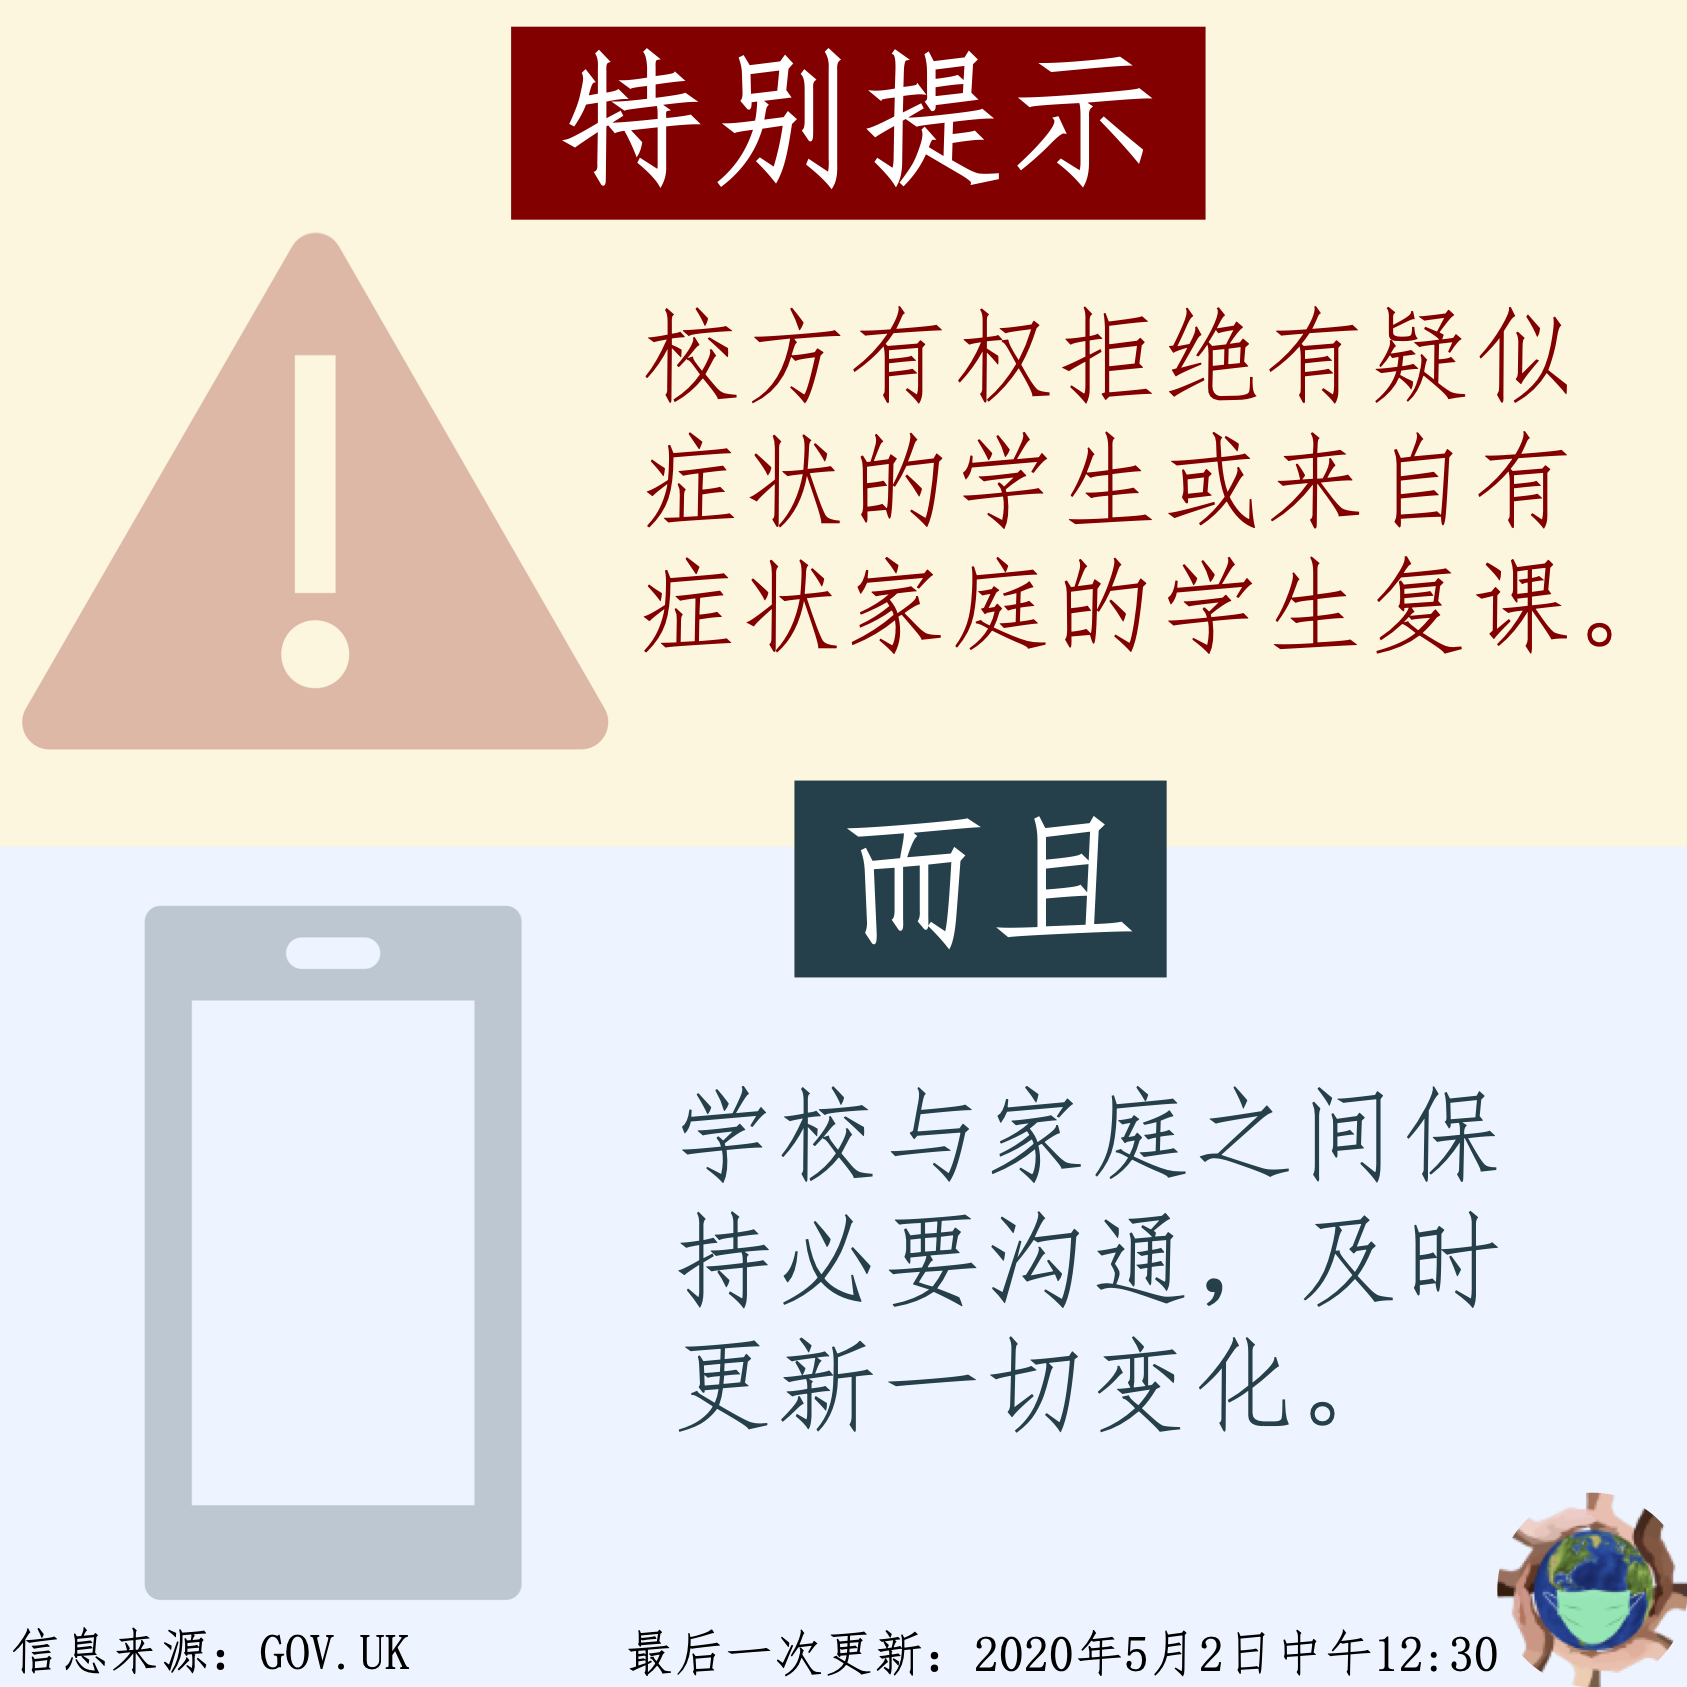 特别提示
校方有权拒绝有疑似
症状的学生或来自有
症状家庭的学生复课。
而且
学校与家庭之间保
持必要沟通，及时
更新一切变化。
信息来源：GOV.UK
最后一次更新：2020年5月2日中午12:30